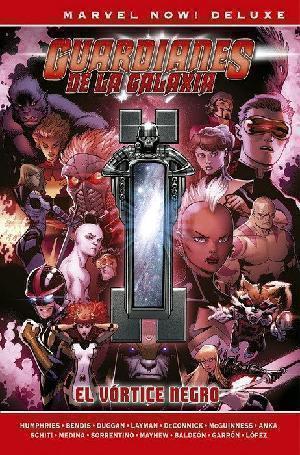 MARVEL NOW! DELUXE
GUARDIANES
DE LA GALAXIA
EL VÓRTICE NEGRO
HUMPHRIES · BENDIS · DUGGAN · LAYMAN · DeCONNICK · McGUINNESS · ANKA
SCHITI · MEDINA · SORRENTINO · MAYHEW · BALDEÓN · GARRÓN · LÓPEZ